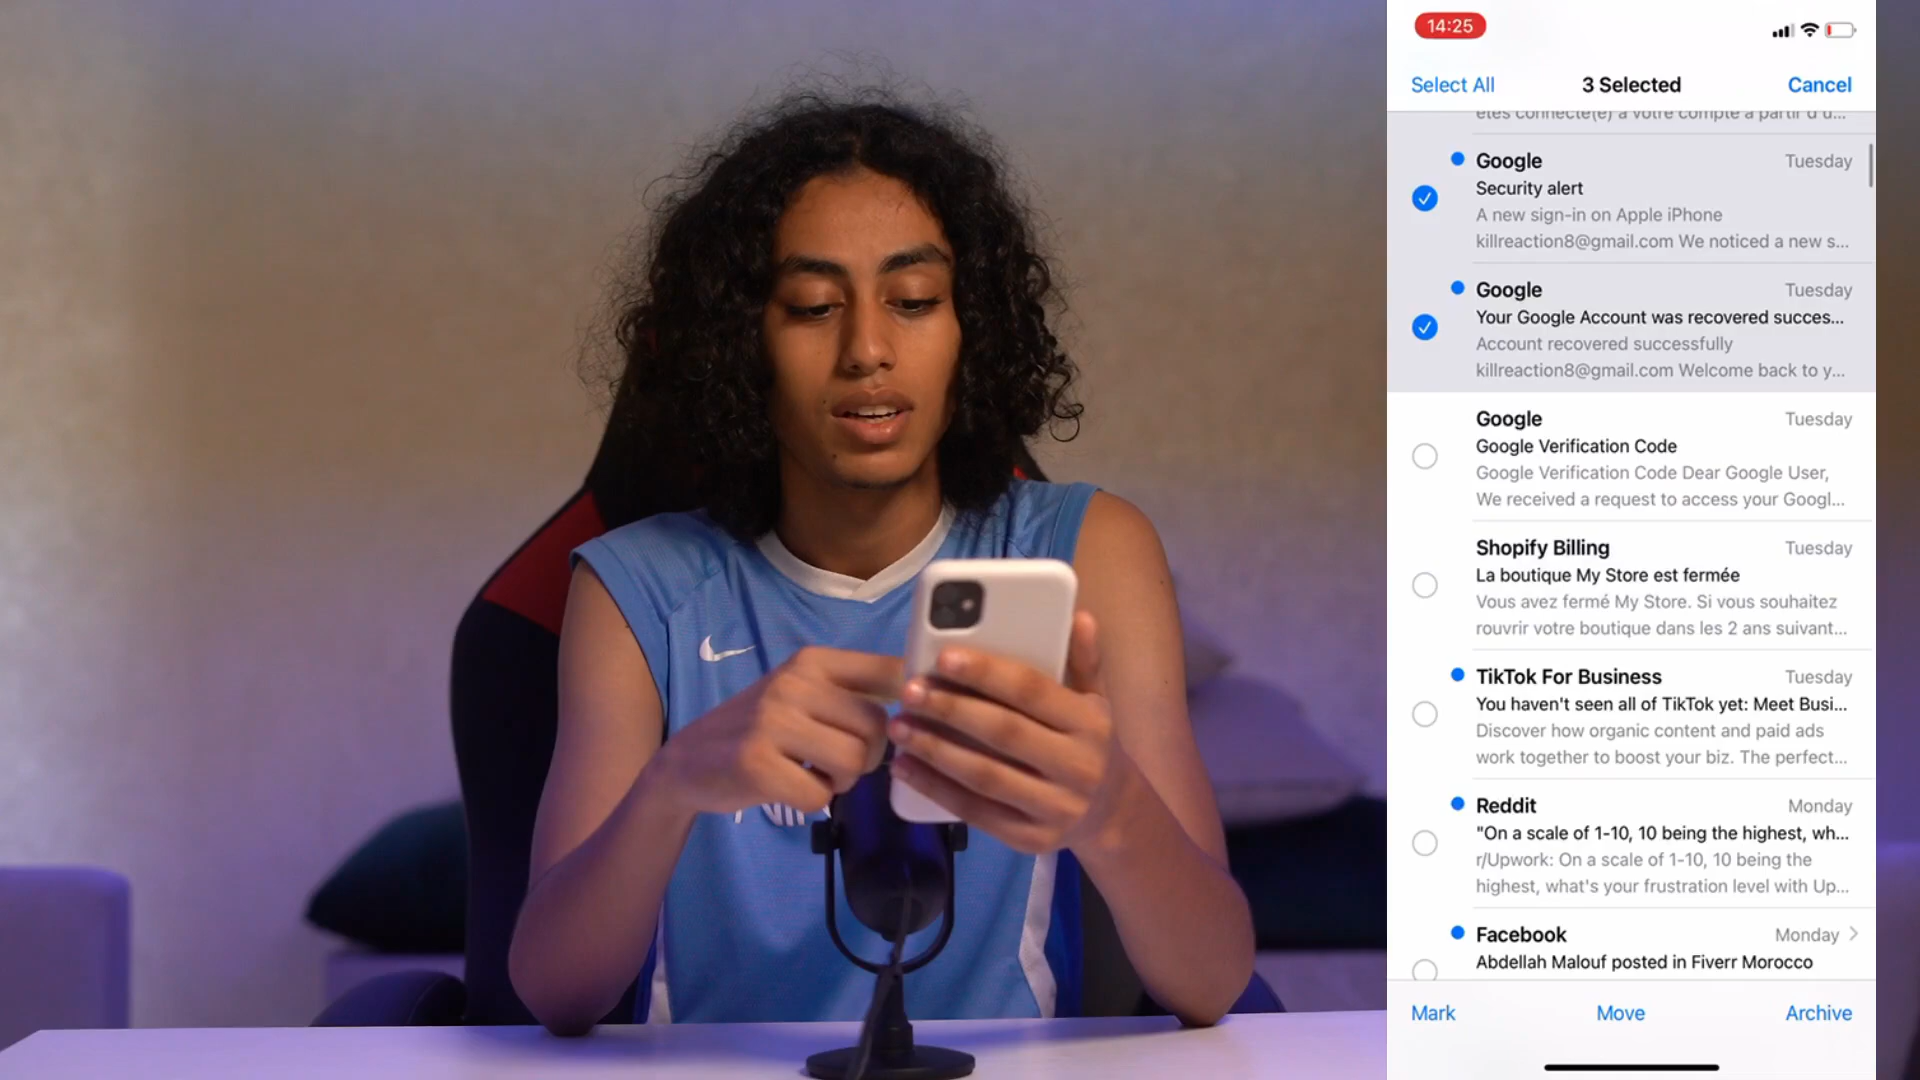 14:25
Select All
3 Selected
Cancel
êtes connecté(e) à votre compte à partir d'u...
Google
Tuesday
Security alert
A new sign-in on Apple iPhone
killreaction8@gmail.com We noticed a new s...
Google
Tuesday
Your Google Account was recovered succes...
Account recovered successfully
killreaction8@gmail.com Welcome back to y...
Google
Tuesday
Google Verification Code
Google Verification Code Dear Google User,
We received a request to access your Googl...
Shopify Billing
Tuesday
La boutique My Store est fermée
Vous avez fermé My Store. Si vous souhaitez
rouvrir votre boutique dans les 2 ans suivant...
TikTok For Business
Tuesday
You haven't seen all of TikTok yet: Meet Busi...
Discover how organic content and paid ads
work together to boost your biz. The perfect...
Reddit
Monday
"On a scale of 1-10, 10 being the highest, wh...
r/Upwork: On a scale of 1-10, 10 being the
highest, what's your frustration level with Up...
Facebook
Monday
Abdellah Malouf posted in Fiverr Morocco
Mark
Move
Archive